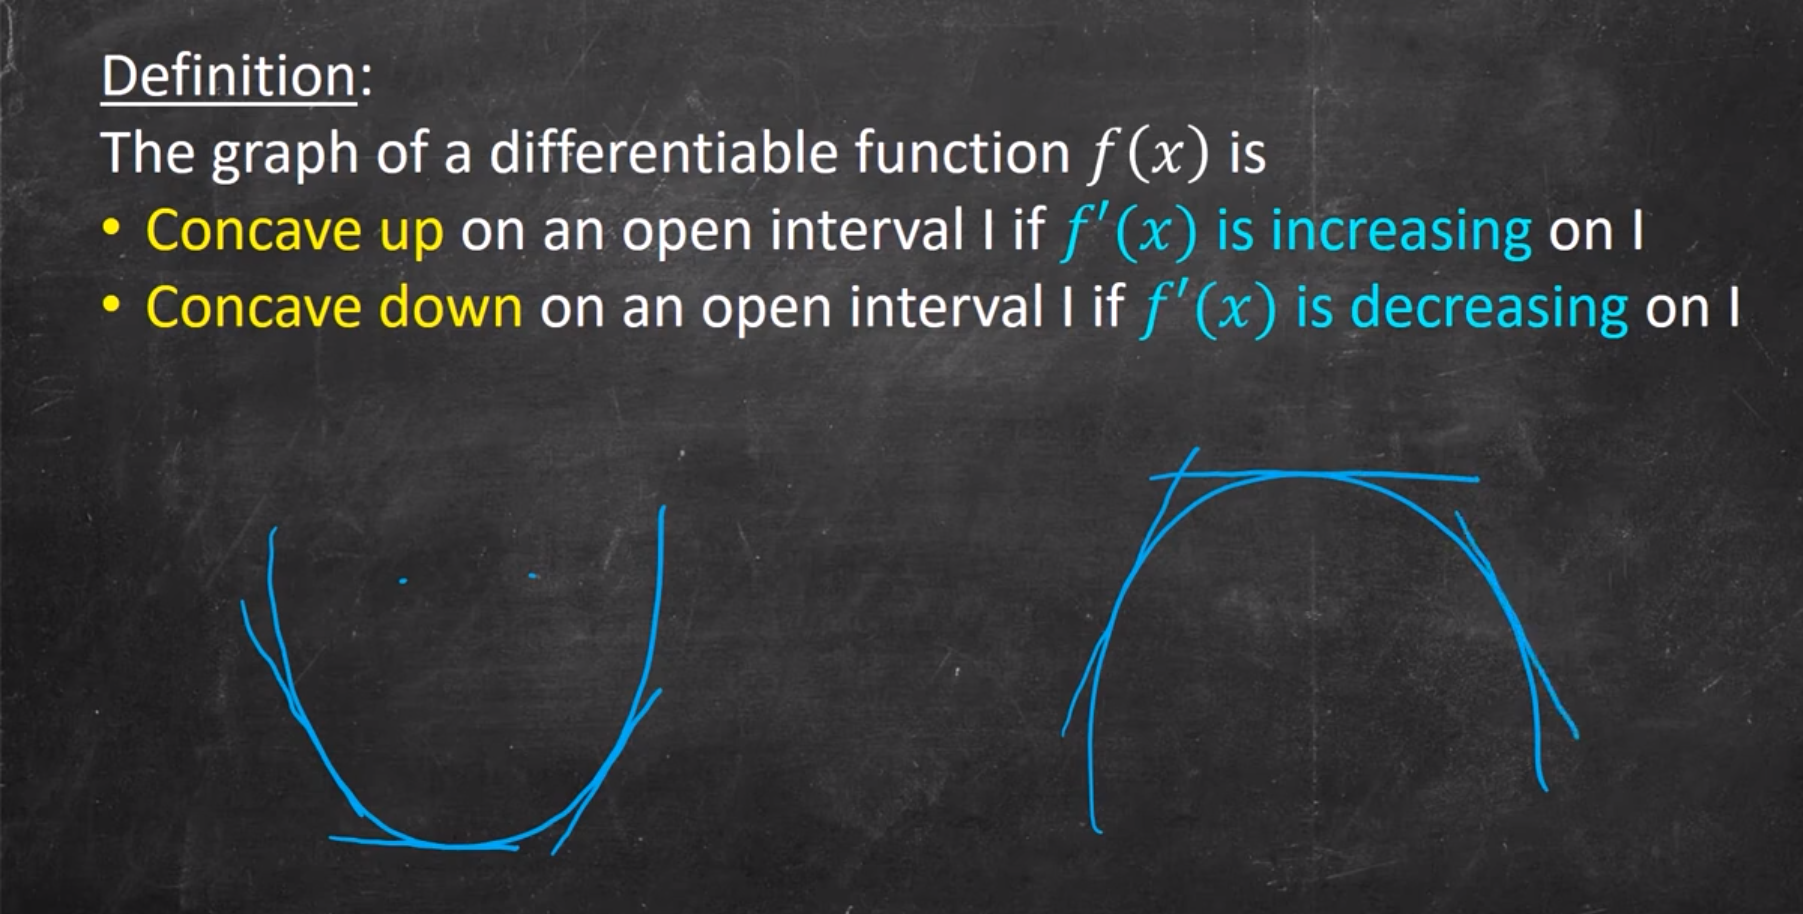 Definition:
The graph of a differentiable function f(x) is
• Concave up on an open interval I if f′(x) is increasing on I
• Concave down on an open interval I if f′(x) is decreasing on I